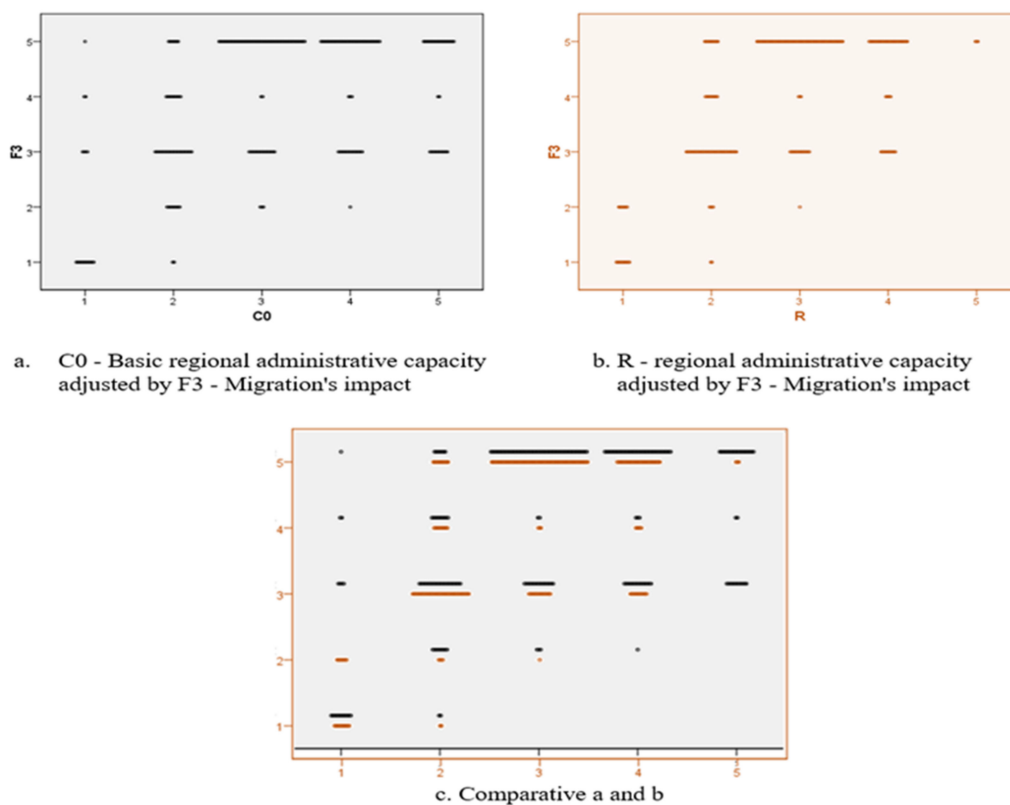 5
4
F3
3
2
1
1 2 3 4 5
C0
5
4
F3
3
2
1
1 2 3 4 5
R
a. C0 - Basic regional administrative capacity
adjusted by F3 - Migration's impact
b. R - regional administrative capacity
adjusted by F3 - Migration's impact
5
4
3
2
1
1 2 3 4 5
c. Comparative a and b